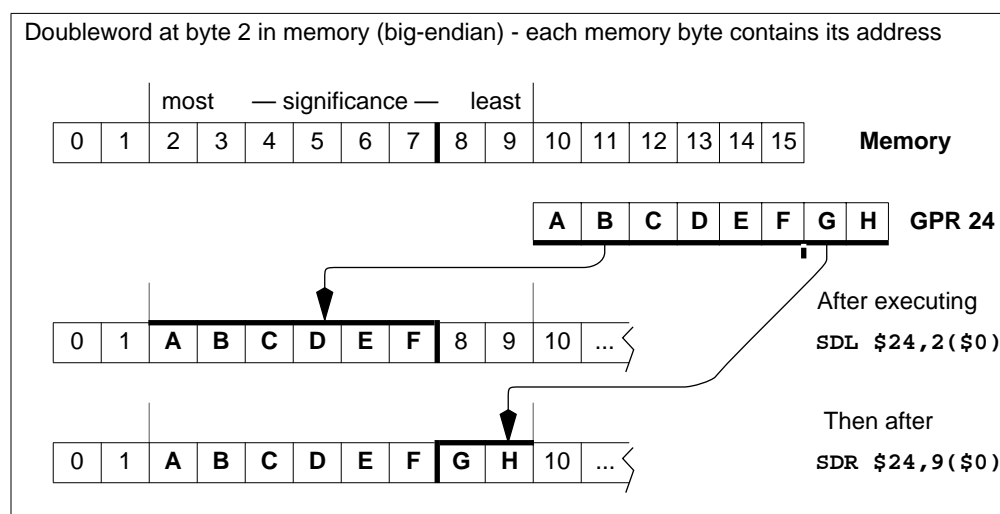 Doubleword at byte 2 in memory (big-endian) - each memory byte contains its address
most — significance — least
0 1 2 3 4 5 6 7 8 9 10 11 12 13 14 15 Memory
A B C D E F G H GPR 24
After executing
0 1 A B C D E F 8 9 10 ... SDL $24,2($0)
Then after
0 1 A B C D E F G H 10 ... SDR $24,9($0)